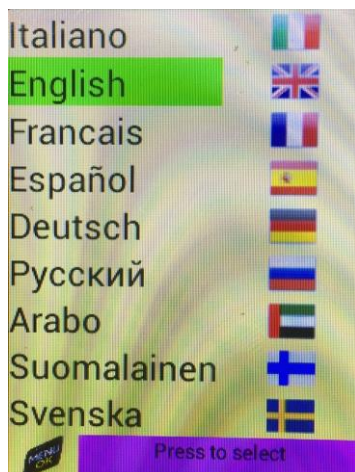 Italiano
English
Francais
Español
Deutsch
Русский
Arabo
Suomalainen
Svenska
MENU
OK
Press to select